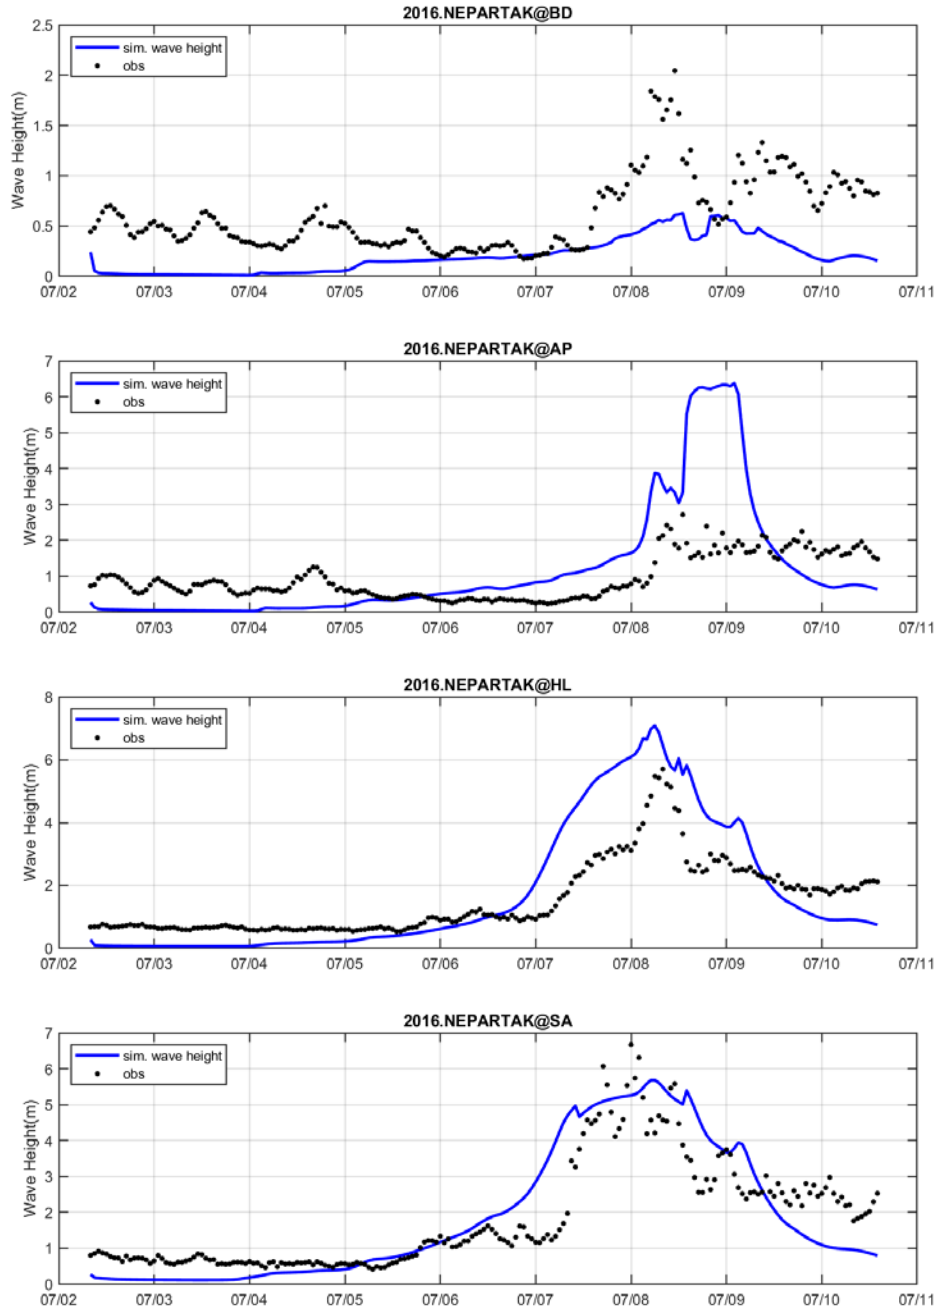 2016.NEPARTAK@BD
Wave Height(m)
2.5
2
1.5
1
0.5
0
sim. wave height
obs
07/02 07/03 07/04 07/05 07/06 07/07 07/08 07/09 07/10 07/11
2016.NEPARTAK@AP
Wave Height(m)
7
6
5
4
3
2
1
0
sim. wave height
obs
07/02 07/03 07/04 07/05 07/06 07/07 07/08 07/09 07/10 07/11
2016.NEPARTAK@HL
Wave Height(m)
8
6
4
2
0
sim. wave height
obs
07/02 07/03 07/04 07/05 07/06 07/07 07/08 07/09 07/10 07/11
2016.NEPARTAK@SA
Wave Height(m)
7
6
5
4
3
2
1
0
sim. wave height
obs
07/02 07/03 07/04 07/05 07/06 07/07 07/08 07/09 07/10 07/11